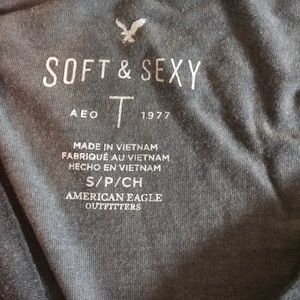 SOFT & SEXY
AEO T 1977
MADE IN VIETNAM
FABRIQUÉ AU VIETNAM
HECHO EN VIETNAM
S/P/CH
AMERICAN EAGLE
OUTFITTERS